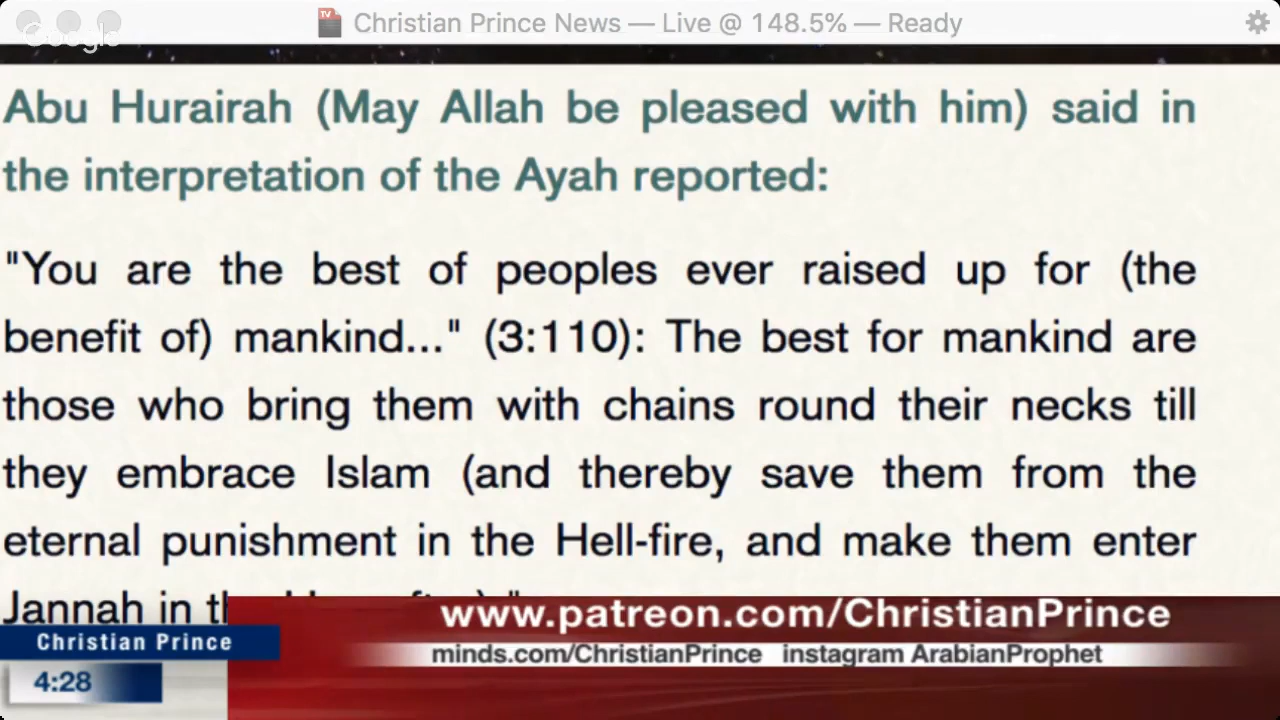 Christian Prince News — Live @ 148.5% — Ready
Google
Abu Hurairah (May Allah be pleased with him) said in
the interpretation of the Ayah reported:
"You are the best of peoples ever raised up for (the
benefit of) mankind..." (3:110): The best for mankind are
those who bring them with chains round their necks till
they embrace Islam (and thereby save them from the
eternal punishment in the Hell-fire, and make them enter
Jannah in
www.patreon.com/ChristianPrince
Christian Prince
minds.com/ChristianPrince instagram ArabianProphet
4:28